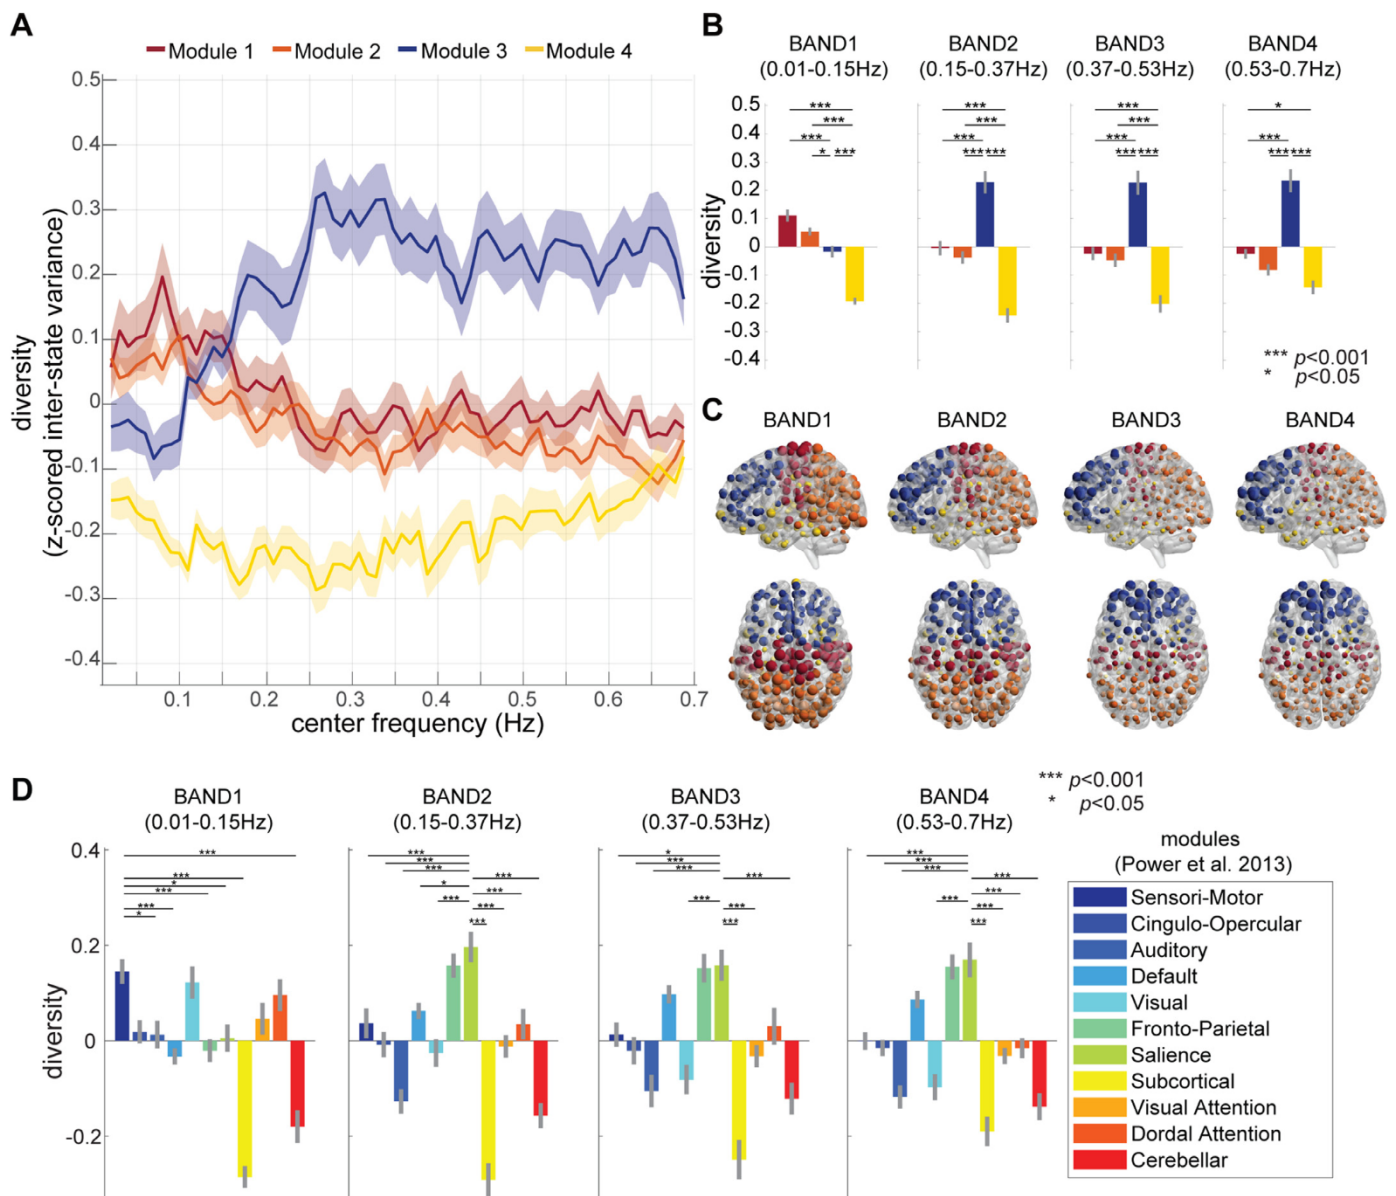 A
Module 1 Module 2 Module 3 Module 4
diversity
(z-scored inter-state variance)
0.5
0.4
0.3
0.2
0.1
0
-0.1
-0.2
-0.3
-0.4
0.1 0.2 0.3 0.4 0.5 0.6 0.7
center frequency (Hz)
B
BAND1 BAND2 BAND3 BAND4
(0.01-0.15Hz) (0.15-0.37Hz) (0.37-0.53Hz) (0.53-0.7Hz)
diversity
0.5
0.4
0.3
0.2
0.1
0
-0.1
-0.2
-0.3
-0.4
*** *** *** *
*** *** ***
*** *** *** ***
* *** *** *** *** *** *** ***
*** p<0.001
* p<0.05
C
BAND1 BAND2 BAND3 BAND4
D
BAND1 BAND2 BAND3 BAND4
(0.01-0.15Hz) (0.15-0.37Hz) (0.37-0.53Hz) (0.53-0.7Hz)
*** p<0.001
* p<0.05
diversity
0.4
0.2
0
-0.2
***
***
*
***
***
*
***
***
***
***
*
***
***
***
***
***
*
***
***
***
***
***
***
***
***
***
***
***
***
***
***
modules
(Power et al. 2013)
Sensori-Motor
Cingulo-Opercular
Auditory
Default
Visual
Fronto-Parietal
Salience
Subcortical
Visual Attention
Dordal Attention
Cerebellar